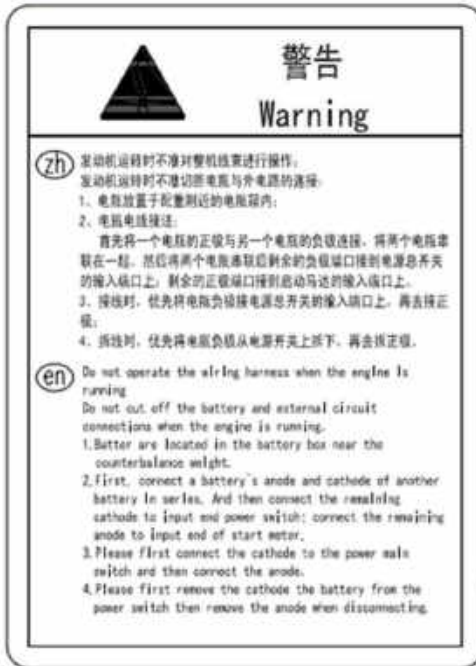 警告
Warning
zh
发动机运转时不准对整机线束进行操作;
发动机运转时不准切断电瓶与外电路的连接;
1、电瓶放置于配重附近的电瓶箱内;
2、电瓶电线接法:
首先将一个电瓶的正极与另一个电瓶的负极连接,将两个电瓶串
联在一起,然后将两个电瓶串联后剩余的负极端口接到电源总开关
的输入端口上;剩余的正极端口接到启动马达的输入端口上。
3、接线时,优先将电瓶负极接电源总开关的输入端口上,再去接正
极;
4、拆线时,优先将电瓶负极从电源开关上拆下,再去拆正极。
en
Do not operate the wiring harness when the engine is
running
Do not cut off the battery and external circuit
connections when the engine is running.
1.Batter are located in the battery box near the
counterbalance weight.
2.First, connect a battery's anode and cathode of another
battery in series. And then connect the remaining
cathode to input end power switch; connect the remaining
anode to input end of start motor.
3.Please first connect the cathode to the power main
switch and then connect the anode.
4.Please first remove the cathode the battery from the
power switch then remove the anode when disconnecting.